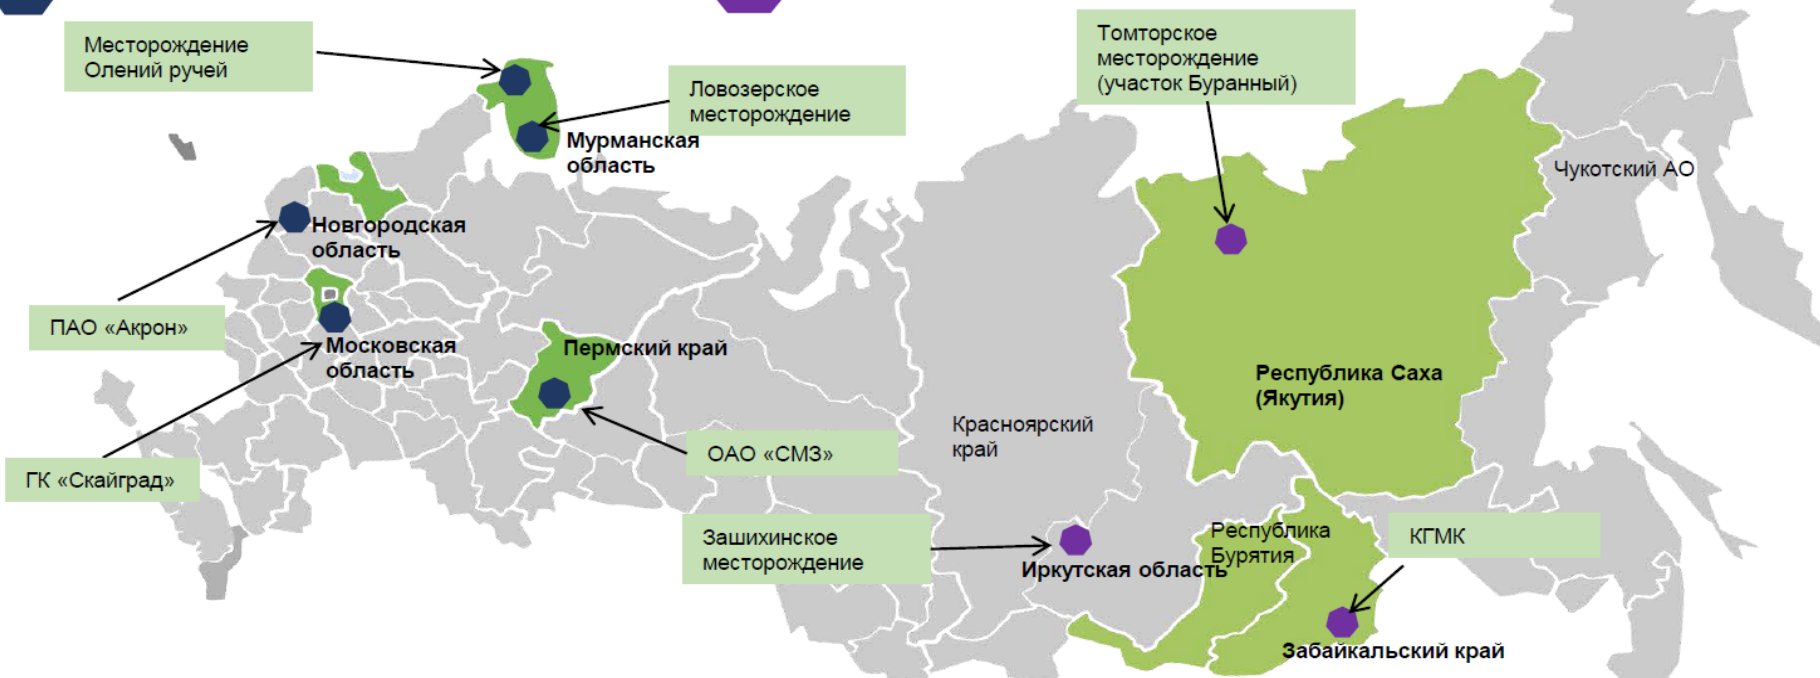 Месторождение
Олений ручей
Томторское
месторождение
(участок Буранный)
Ловозерское
месторождение
Мурманская
область
Чукотский АО
Новгородская
область
ПАО «Акрон»
Московская
область
Пермский край
Республика Саха
(Якутия)
Красноярский
край
ОАО «СМЗ»
ГК «Скайград»
Зашихинское
месторождение
Республика
Бурятия
КГМК
Иркутская область
Забайкальский край